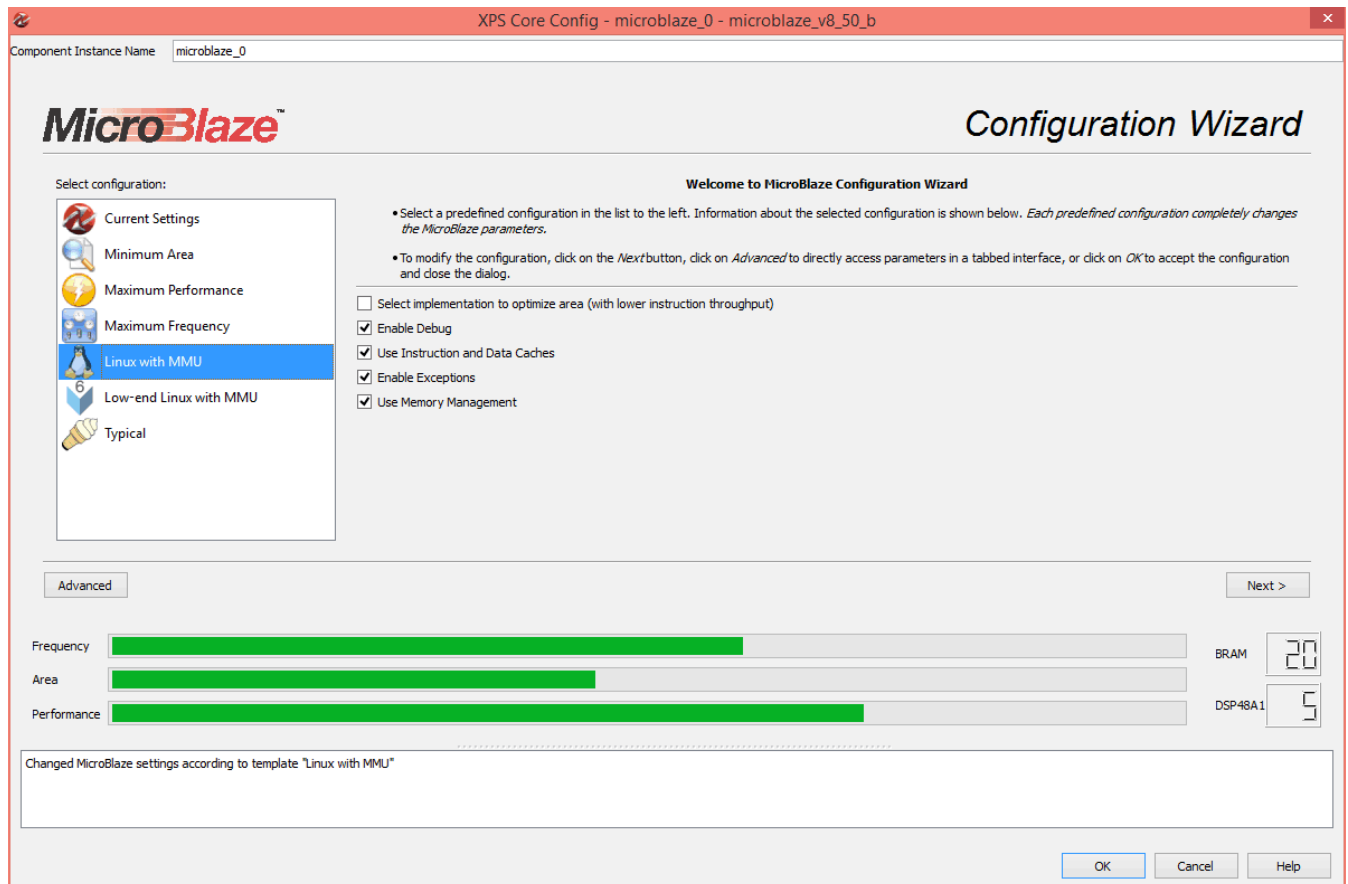 XPS Core Config - microblaze_0 - microblaze_v8_50_b
Component Instance Name microblaze_0
MicroBlaze™
Configuration Wizard
Select configuration:
Current Settings
Minimum Area
Maximum Performance
Maximum Frequency
Linux with MMU
6
Low-end Linux with MMU
Typical
Welcome to MicroBlaze Configuration Wizard
• Select a predefined configuration in the list to the left. Information about the selected configuration is shown below. Each predefined configuration completely changes
the MicroBlaze parameters.
• To modify the configuration, click on the Next button, click on Advanced to directly access parameters in a tabbed interface, or click on OK to accept the configuration
and close the dialog.
Select implementation to optimize area (with lower instruction throughput)
Enable Debug
Use Instruction and Data Caches
Enable Exceptions
Use Memory Management
Advanced
Next >
Frequency
Area
Performance
BRAM 20
DSP48A1 5
Changed MicroBlaze settings according to template "Linux with MMU"
OK
Cancel
Help